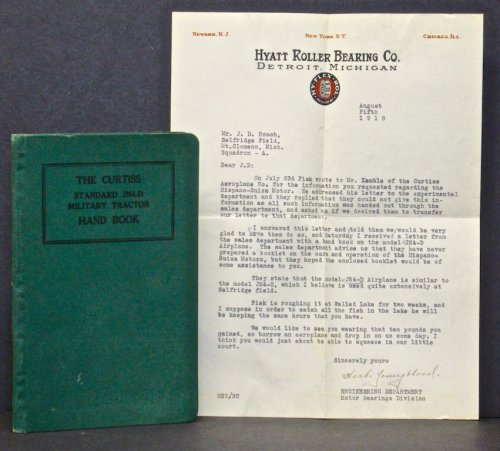 THE CURTISS
STANDARD JN4-D
MILITARY TRACTOR
HAND BOOK
NEWARK, N.J.
NEW YORK, N.Y.
CHICAGO, ILL.
HYATT ROLLER BEARING CO.
DETROIT, MICHIGAN
August
Fifth
1918
Mr. J. D. Roach,
Selfridge Field,
Mt.Clemens, Mich.
Squadron - A.
Dear J.D:
On July 23d Fisk wrote to Mr. Kemble of the Curtiss
Aeroplane Co. for the information you requested regarding the
Hispano-Suiza Motor. Us addressed his letter to the experimental
department and they replied that they could not give this in-
formation as all such information was handed out through the
sales department, and asked us if we desired them to transfer
our letter to that department.
I answered this letter and told them we would be very
glad to have them do so, and Saturday I received a letter from
the sales department with a hand book on the model JN4-D
Airplane. The sales department advise us that they have never
prepared a booklet on the care and operation of the Hispano-
Suiza Motors, but they hoped the enclosed booklet would be of
some assistance to you.
They state that the model JN4-D Airplane is similar to
the model JN4-H, which I believe is used quite extensively at
Selfridge field.
Fisk is roughing it at Walled Lake for two weeks, and
I suppose in order to catch all the fish in the lake he will
be keeping the same hours that you have.
We would like to see you wearing that ten pounds you
gained, so borrow an aeroplane and drop in on us some day. I
think you would just about be able to squeeze in our little
court.
Sincerely yours
Herb. Youngblood.
ENGINEERING DEPARTMENT
Motor Bearings Division
HGY/DC